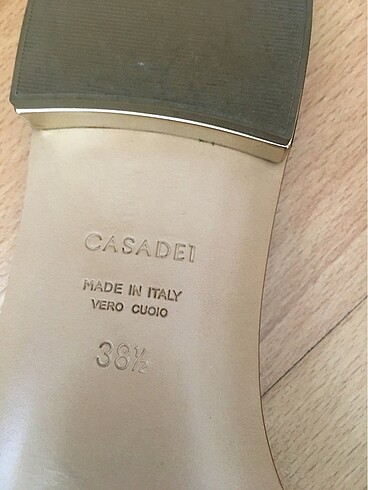 CASADEI
MADE IN ITALY
VERO CUOIO
38½